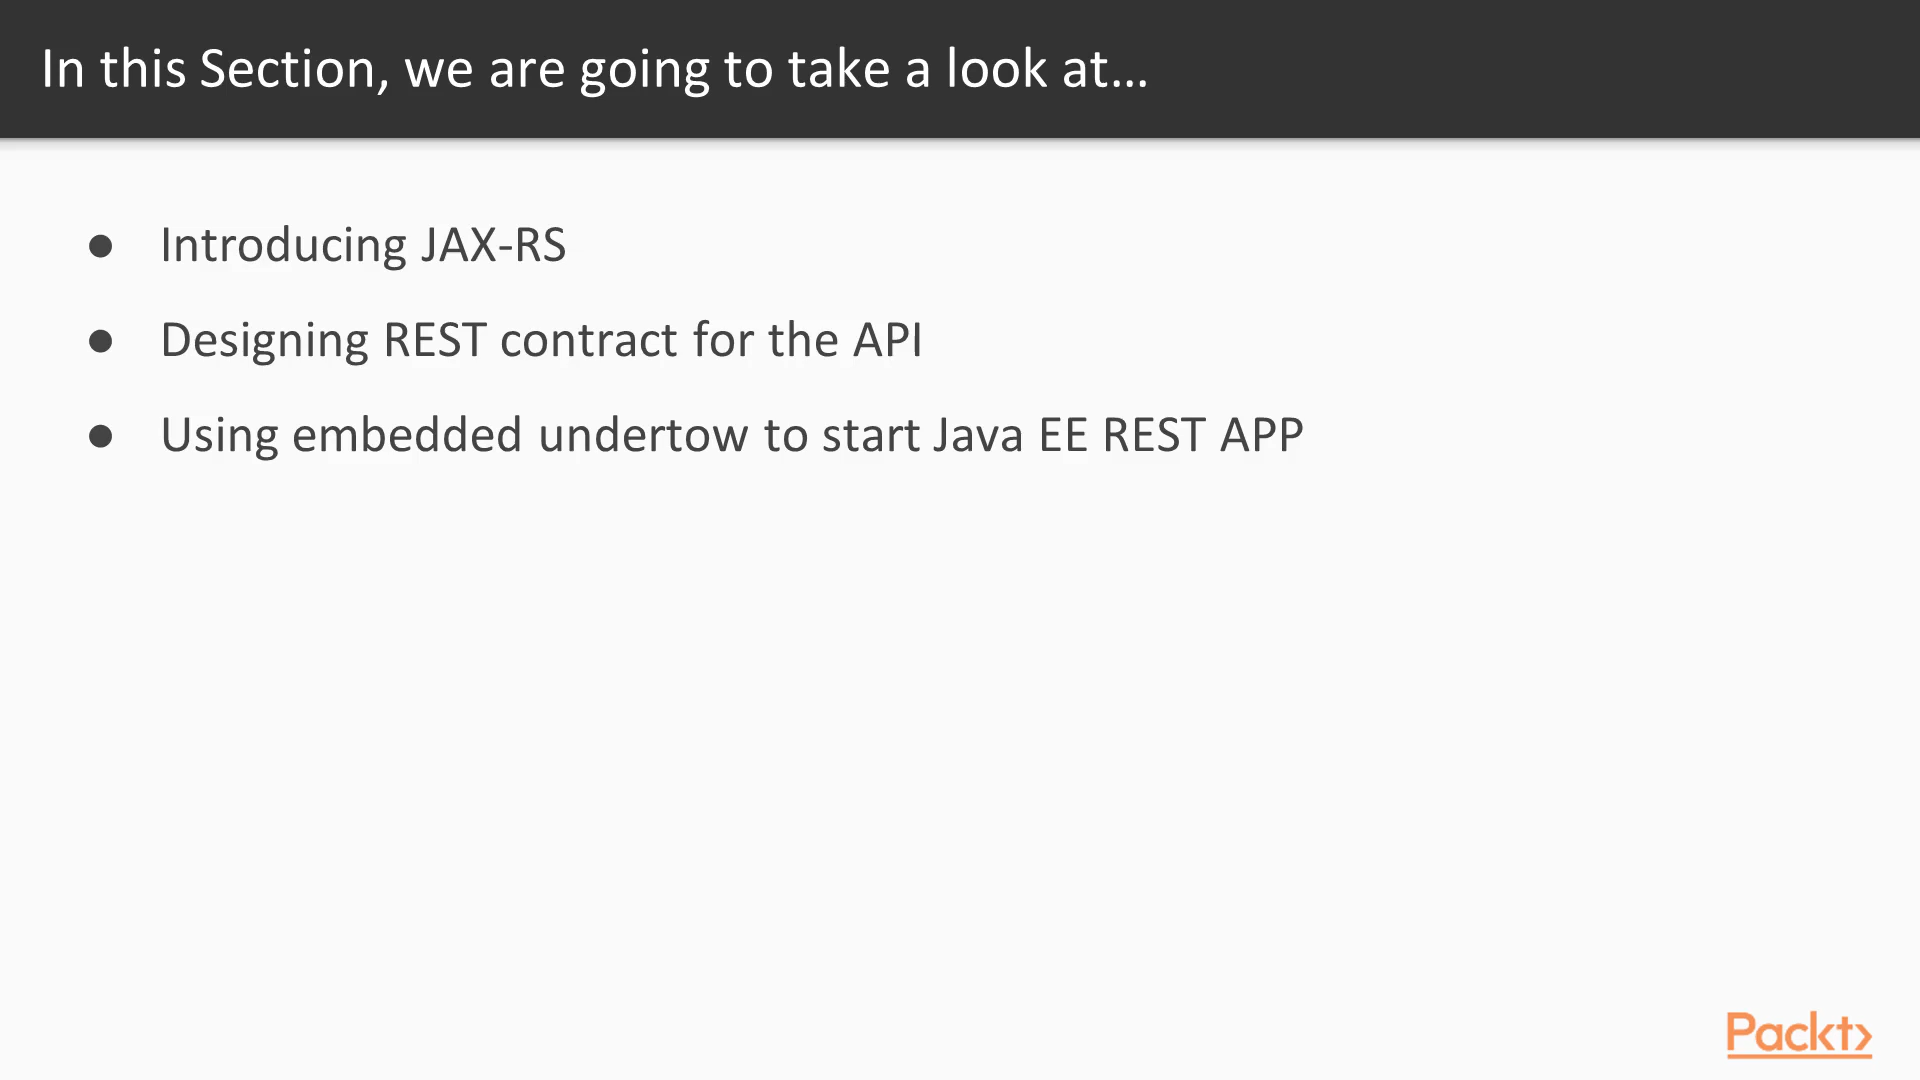 In this Section, we are going to take a look at...
● Introducing JAX-RS
● Designing REST contract for the API
● Using embedded undertow to start Java EE REST APP
Packt>